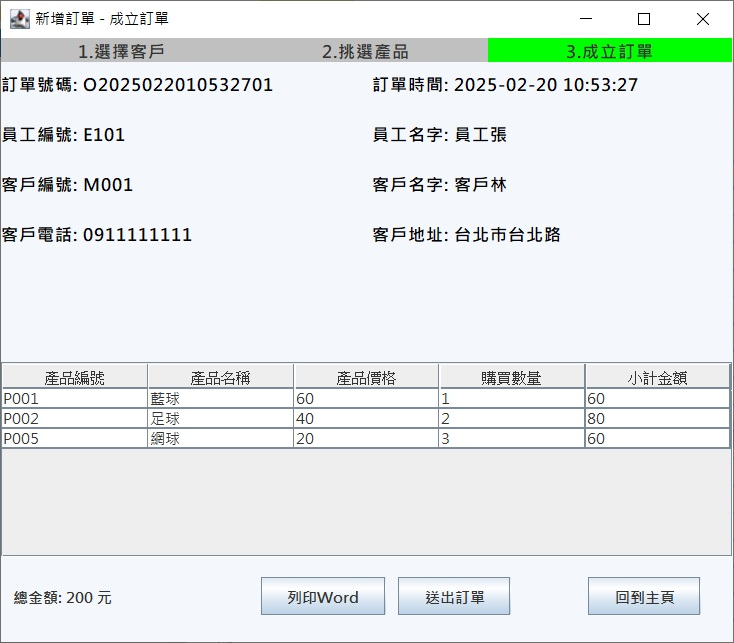 新增訂單 - 成立訂單
1.選擇客戶 2.挑選產品 3.成立訂單
訂單號碼: O2025022010532701 訂單時間: 2025-02-20 10:53:27
員工編號: E101 員工名字: 員工張
客戶編號: M001 客戶名字: 客戶林
客戶電話: 0911111111 客戶地址: 台北市台北路
產品編號 產品名稱 產品價格 購買數量 小計金額
P001 藍球 60 1 60
P002 足球 40 2 80
P005 網球 20 3 60
總金額: 200 元 列印Word 送出訂單 回到主頁